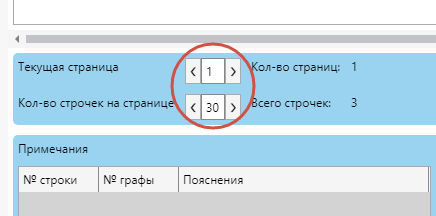 Текущая страница < 1 > Кол-во страниц: 1
Кол-во строчек на странице < 30 > Всего строчек: 3
Примечания
№ строки № графы Пояснения